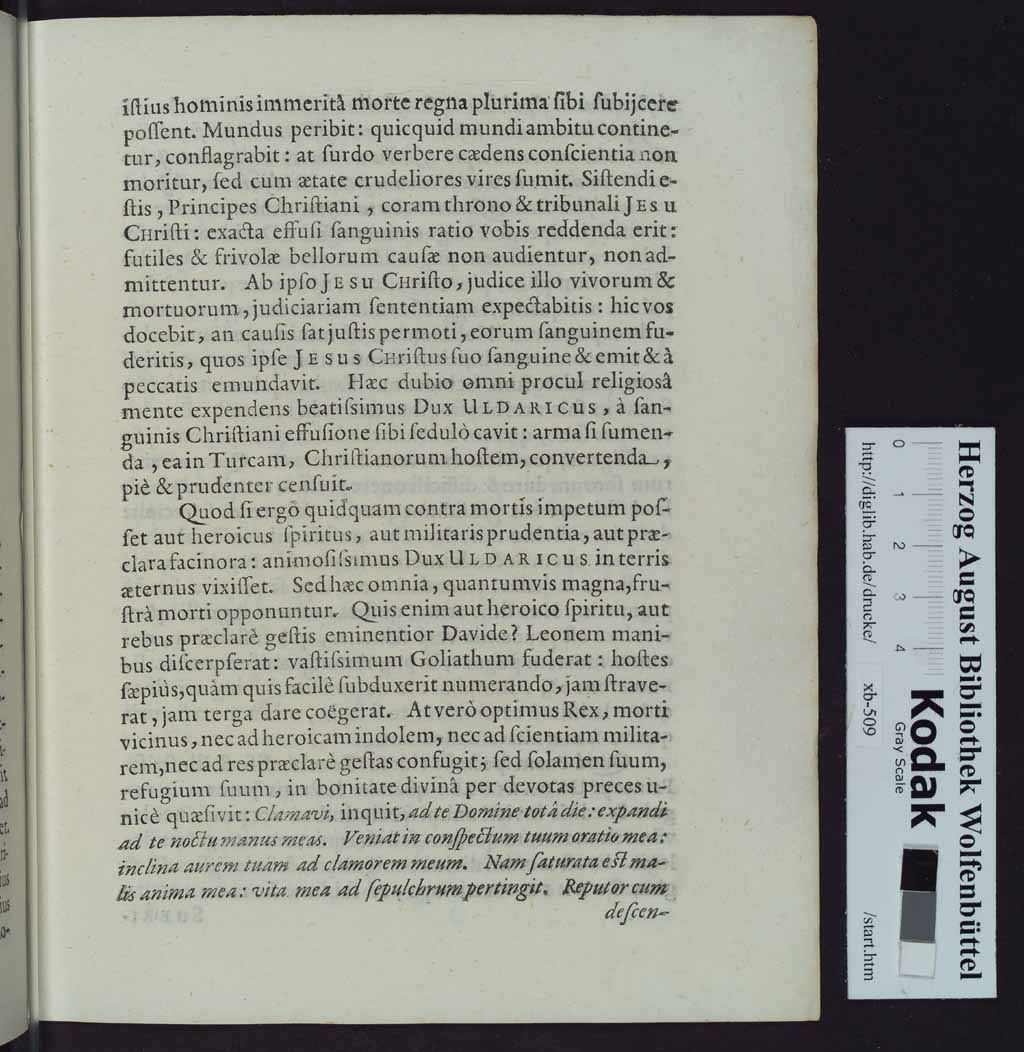 iſtius hominis immeritâ morte regna plurima ſibi ſubijcere
poſſent. Mundus peribit: quicquid mundi ambitu contine-
tur, conflagrabit: at ſurdo verbere cædens conſcientia non
moritur, ſed cum ætate crudeliores vires ſumit. Siſtendi e-
ſtis, Principes Chriſtiani, coram throno & tribunali JESU
CHriſti: exacta effuſi ſanguinis ratio vobis reddenda erit:
futiles & frivolæ bellorum cauſæ non audientur, non ad-
mittentur. Ab ipſo JESU CHriſto, judice illo vivorum &
mortuorum, judiciariam ſententiam expectabitis: hic vos
docebit, an cauſis ſat juſtis permoti, eorum ſanguinem fu-
deritis, quos ipſe JESUS CHriſtus ſuo ſanguine & emit & à
peccatis emundavit. Hæc dubio omni procul religiosâ
mente expendens beatiſsimus Dux ULDARICUS, à ſan-
guinis Chriſtiani effuſione ſibi ſedulò cavit: arma ſi ſumen-
da, ea in Turcam, Chriſtianorum hoſtem, convertenda,
piè & prudenter cenſuit.
Quod ſi ergò quidquam contra mortis impetum poſ-
ſet aut heroicus ſpiritus, aut militaris prudentia, aut præ-
clara facinora: animoſiſsimus Dux ULDARICUS in terris
æternus vixiſſet. Sed hæc omnia, quantumvis magna, fru-
ſtrà morti opponuntur. Quis enim aut heroico ſpiritu, aut
rebus præclarè geſtis eminentior Davide? Leonem mani-
bus diſcerpſerat: vaſtiſsimum Goliathum fuderat: hoſtes
ſæpiùs, quàm quis facilè ſubduxerit numerando, jam ſtrave-
rat, jam terga dare coëgerat. At verò optimus Rex, morti
vicinus, nec ad heroicam indolem, nec ad ſcientiam milita-
rem, nec ad res præclarè geſtas confugit; ſed ſolamen ſuum,
refugium ſuum, in bonitate divinâ per devotas preces u-
nicè quæſivit: Clamavi, inquit, ad te Domine totâ die: expandi
ad te noctu manus meas. Veniat in conſpectum tuum oratio mea:
inclina aurem tuam ad clamorem meum. Nam ſaturata eſt ma-
lis anima mea: vita mea ad ſepulchrum pertingit. Reputor cum
deſcen-
Herzog August Bibliothek Wolfenbüttel
Kodak
Gray Scale
0 1 2 3 4
http://diglib.hab.de/drucke/ xb-509 /start.htm